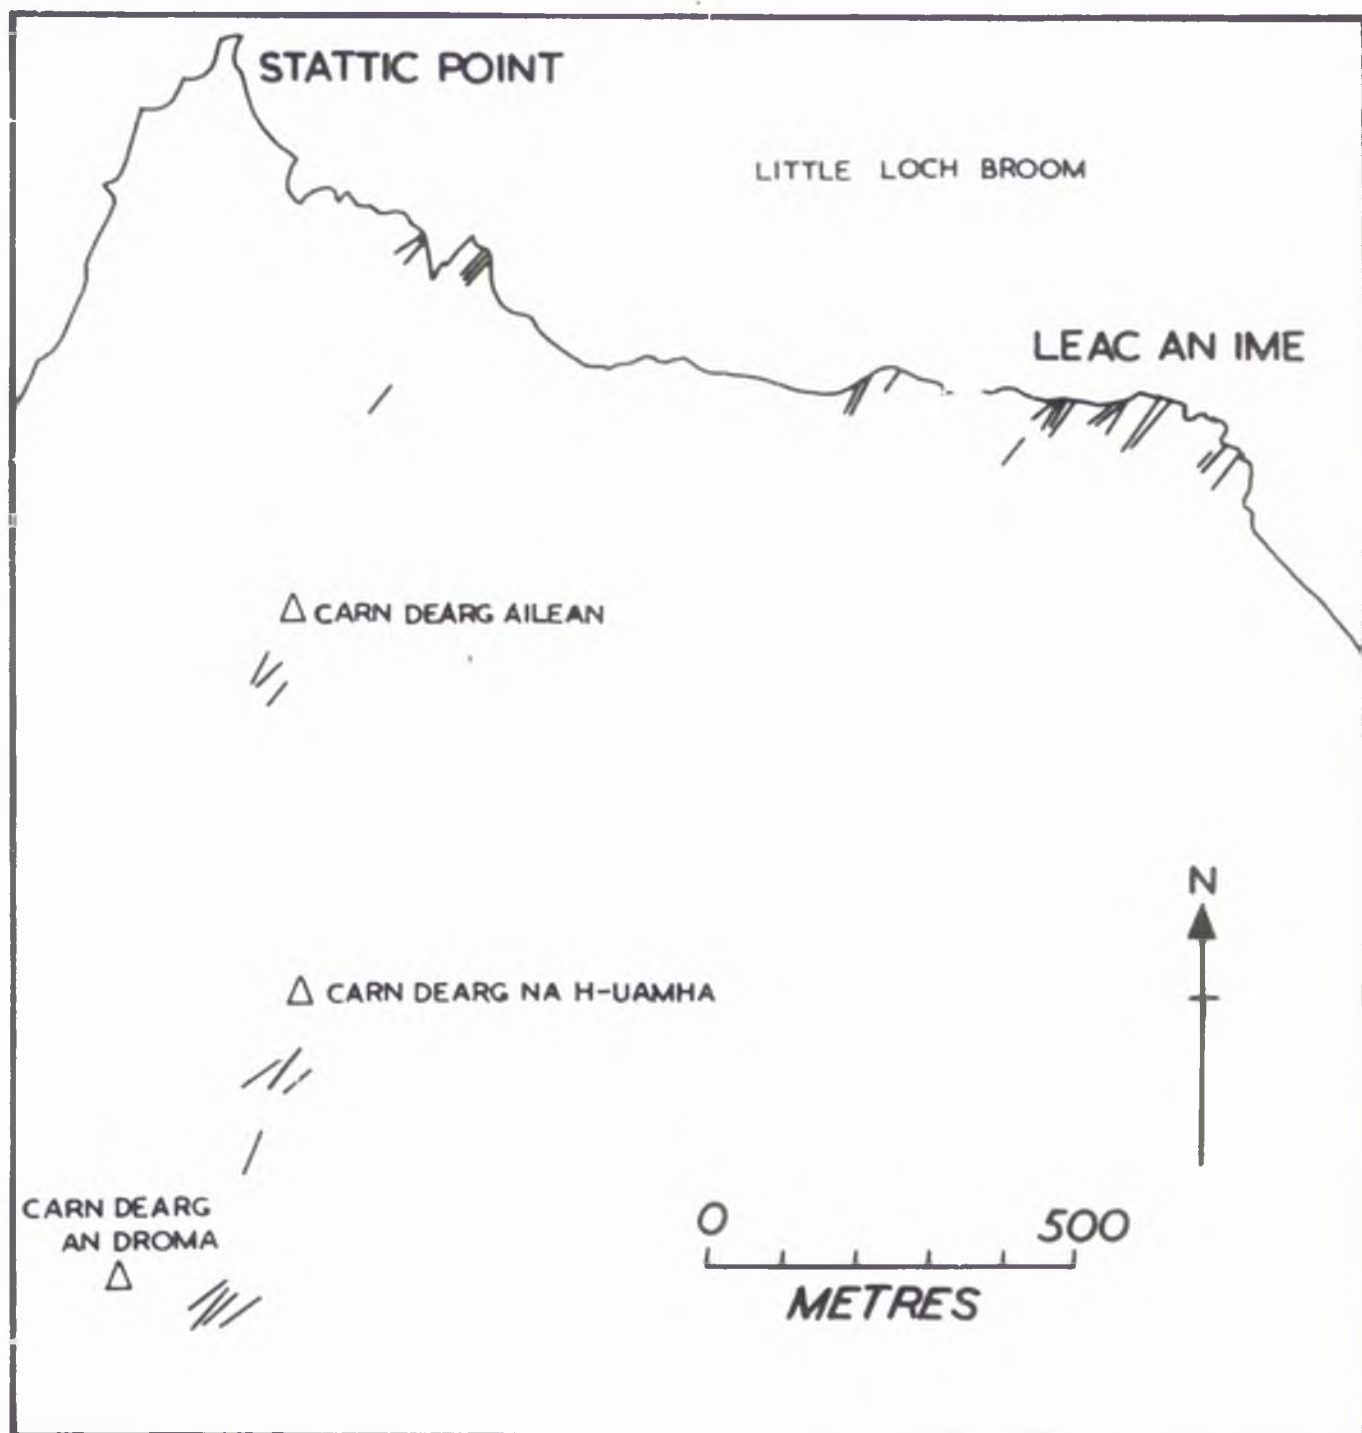 STATTIC POINT
LITTLE LOCH BROOM
LEAC AN IME
CARN DEARG AILEAN
N
CARN DEARG NA H-UAMHA
CARN DEARG
AN DROMA
0 500
METRES